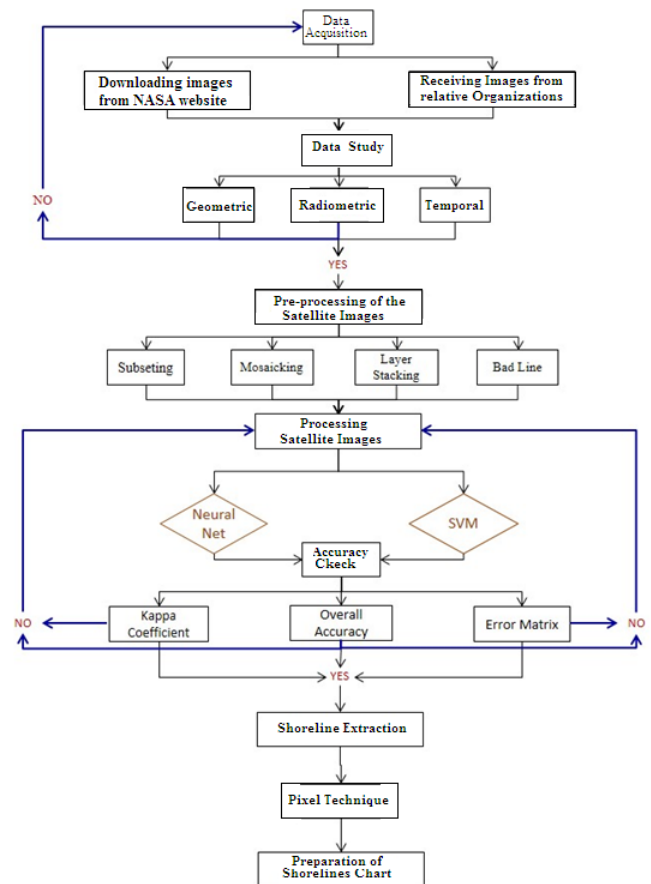 Data
Acquisition
Downloading images
from NASA website
Receiving Images from
relative Organizations
Data Study
NO
Geometric
Radiometric
Temporal
YES
Pre-processing of the
Satellite Images
Subseting
Mosaicking
Layer
Stacking
Bad Line
Processing
Satellite Images
Neural
Net
SVM
Accuracy
Ckeck
NO
Kappa
Coefficient
Overall
Accuracy
Error Matrix
NO
YES
Shoreline Extraction
Pixel Technique
Preparation of
Shorelines Chart